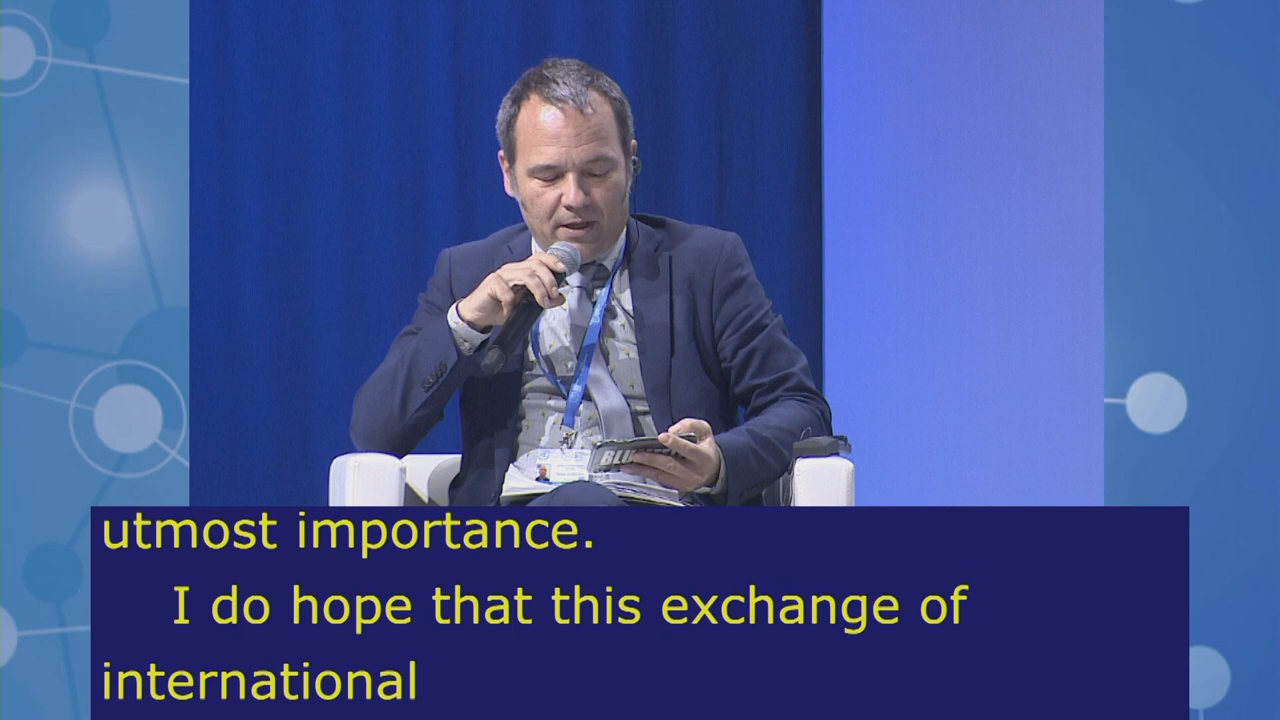 utmost importance.
I do hope that this exchange of
international